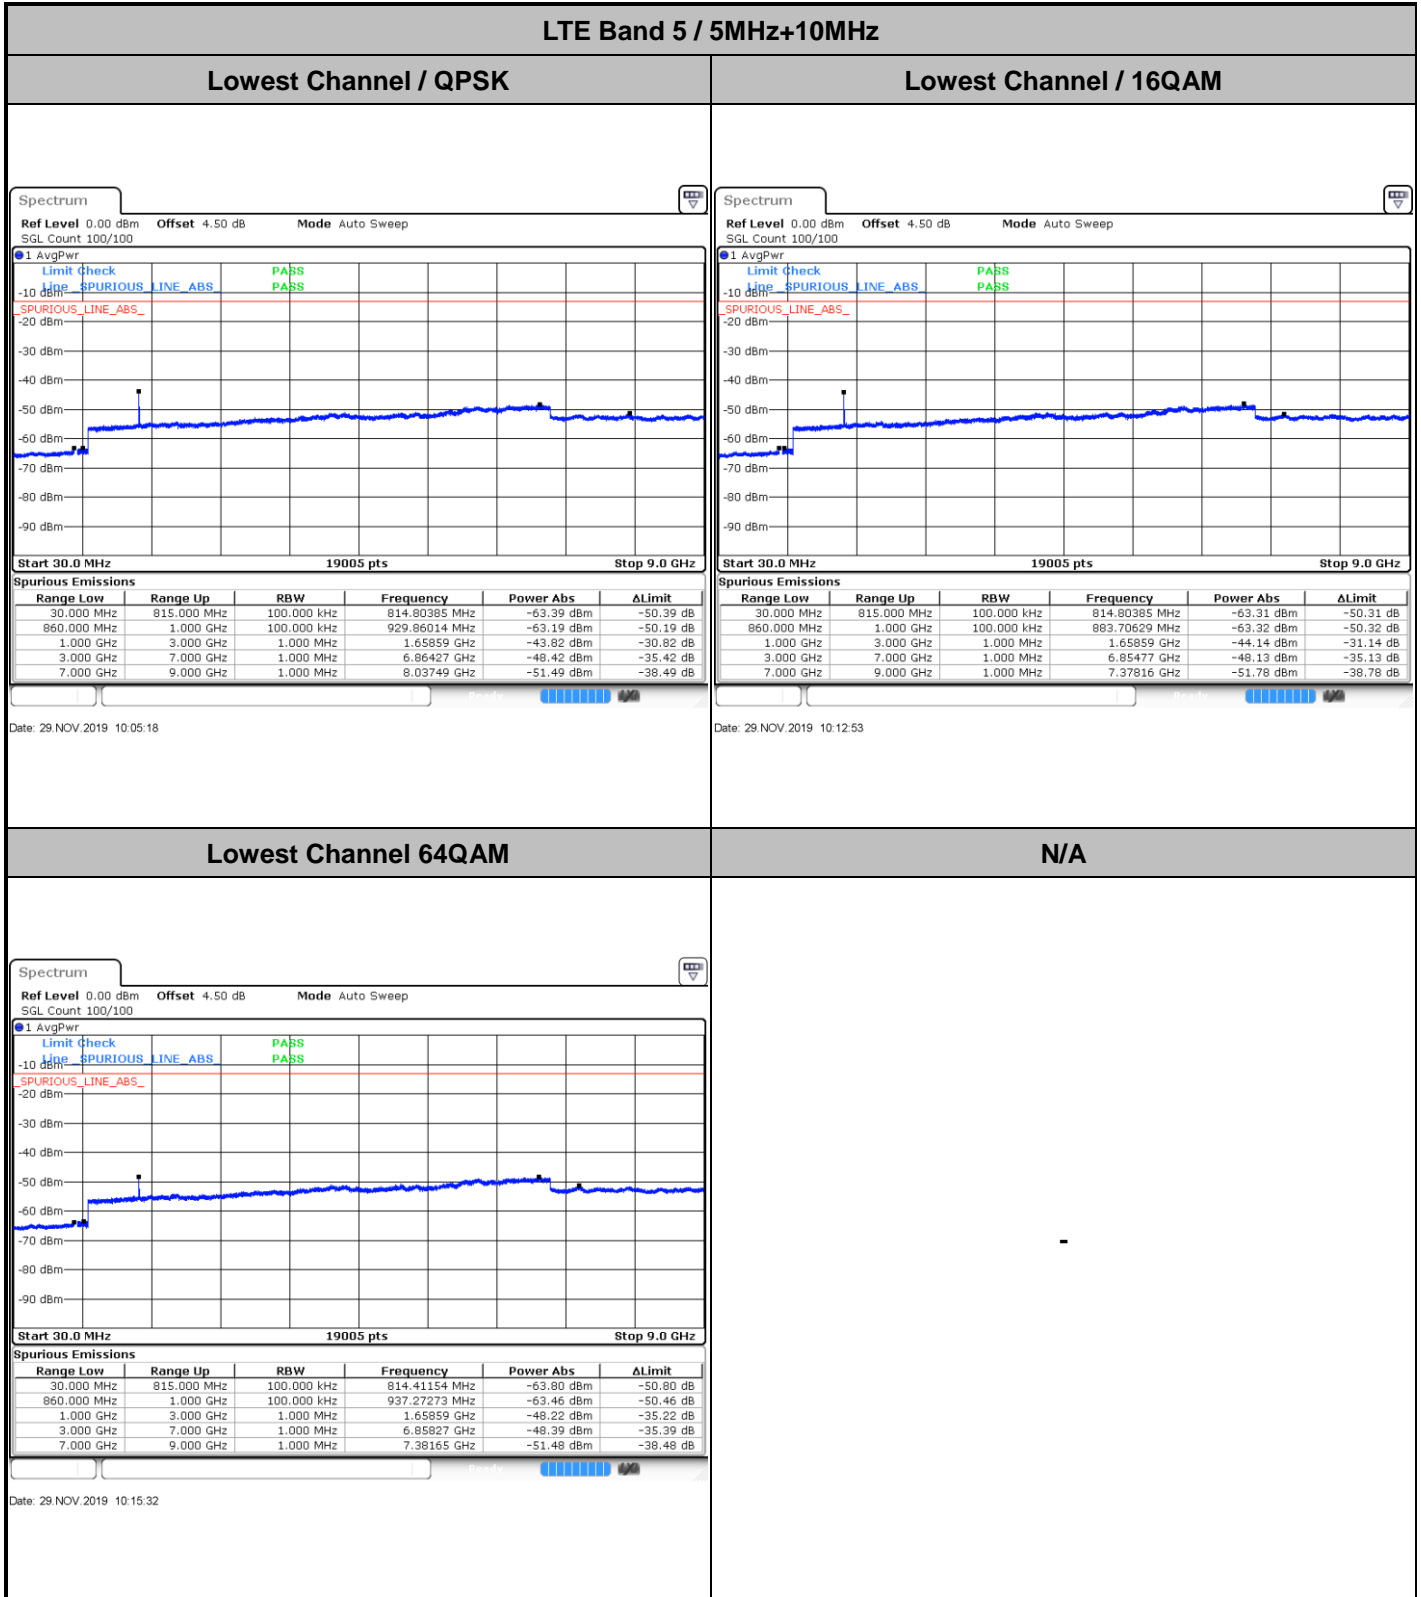 LTE Band 5 / 5MHz+10MHz
Lowest Channel / QPSK
Lowest Channel / 16QAM
Spectrum
Ref Level 0.00 dBm Offset 4.50 dB Mode Auto Sweep
SGL Count 100/100
1 AvgPwr
Limit Check PASS
Line _SPURIOUS_LINE_ABS_ PASS
-10 dBm
_SPURIOUS_LINE_ABS_
-20 dBm
-30 dBm
-40 dBm
-50 dBm
-60 dBm
-70 dBm
-80 dBm
-90 dBm
Start 30.0 MHz 19005 pts Stop 9.0 GHz
Spurious Emissions
Range Low Range Up RBW Frequency Power Abs ΔLimit
30.000 MHz 815.000 MHz 100.000 kHz 814.80385 MHz -63.39 dBm -50.39 dB
860.000 MHz 1.000 GHz 100.000 kHz 929.86014 MHz -63.19 dBm -50.19 dB
1.000 GHz 3.000 GHz 1.000 MHz 1.65859 GHz -43.82 dBm -30.82 dB
3.000 GHz 7.000 GHz 1.000 MHz 6.86427 GHz -48.42 dBm -35.42 dB
7.000 GHz 9.000 GHz 1.000 MHz 8.03749 GHz -51.49 dBm -38.49 dB
Ready
Date: 29.NOV.2019 10:05:18
Spectrum
Ref Level 0.00 dBm Offset 4.50 dB Mode Auto Sweep
SGL Count 100/100
1 AvgPwr
Limit Check PASS
Line _SPURIOUS_LINE_ABS_ PASS
-10 dBm
_SPURIOUS_LINE_ABS_
-20 dBm
-30 dBm
-40 dBm
-50 dBm
-60 dBm
-70 dBm
-80 dBm
-90 dBm
Start 30.0 MHz 19005 pts Stop 9.0 GHz
Spurious Emissions
Range Low Range Up RBW Frequency Power Abs ΔLimit
30.000 MHz 815.000 MHz 100.000 kHz 814.80385 MHz -63.31 dBm -50.31 dB
860.000 MHz 1.000 GHz 100.000 kHz 883.70629 MHz -63.32 dBm -50.32 dB
1.000 GHz 3.000 GHz 1.000 MHz 1.65859 GHz -44.14 dBm -31.14 dB
3.000 GHz 7.000 GHz 1.000 MHz 6.85477 GHz -48.13 dBm -35.13 dB
7.000 GHz 9.000 GHz 1.000 MHz 7.37816 GHz -51.78 dBm -38.78 dB
Ready
Date: 29.NOV.2019 10:12:53
Lowest Channel 64QAM
N/A
Spectrum
Ref Level 0.00 dBm Offset 4.50 dB Mode Auto Sweep
SGL Count 100/100
1 AvgPwr
Limit Check PASS
Line _SPURIOUS_LINE_ABS_ PASS
-10 dBm
_SPURIOUS_LINE_ABS_
-20 dBm
-30 dBm
-40 dBm
-50 dBm
-60 dBm
-70 dBm
-80 dBm
-90 dBm
Start 30.0 MHz 19005 pts Stop 9.0 GHz
Spurious Emissions
Range Low Range Up RBW Frequency Power Abs ΔLimit
30.000 MHz 815.000 MHz 100.000 kHz 814.41154 MHz -63.80 dBm -50.80 dB
860.000 MHz 1.000 GHz 100.000 kHz 937.27273 MHz -63.46 dBm -50.46 dB
1.000 GHz 3.000 GHz 1.000 MHz 1.65859 GHz -48.22 dBm -35.22 dB
3.000 GHz 7.000 GHz 1.000 MHz 6.85827 GHz -48.39 dBm -35.39 dB
7.000 GHz 9.000 GHz 1.000 MHz 7.38165 GHz -51.48 dBm -38.48 dB
Ready
Date: 29.NOV.2019 10:15:32
-